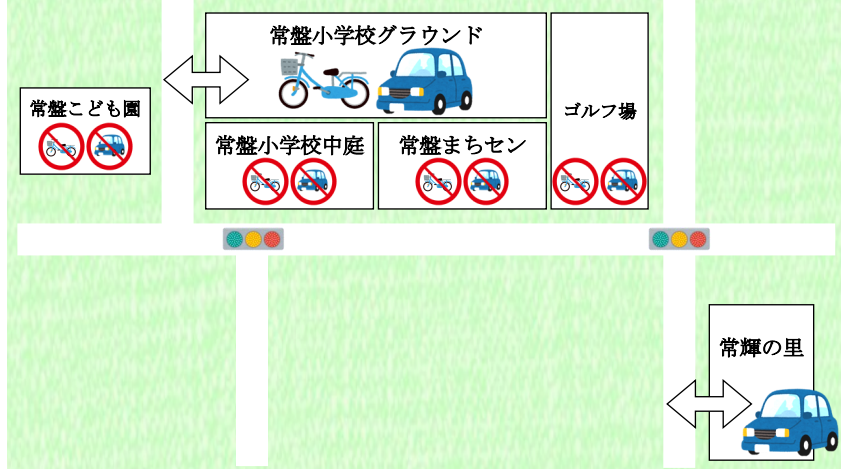 常盤小学校グラウンド
常盤こども園
ゴルフ場
常盤小学校中庭
常盤まちセン
常輝の里